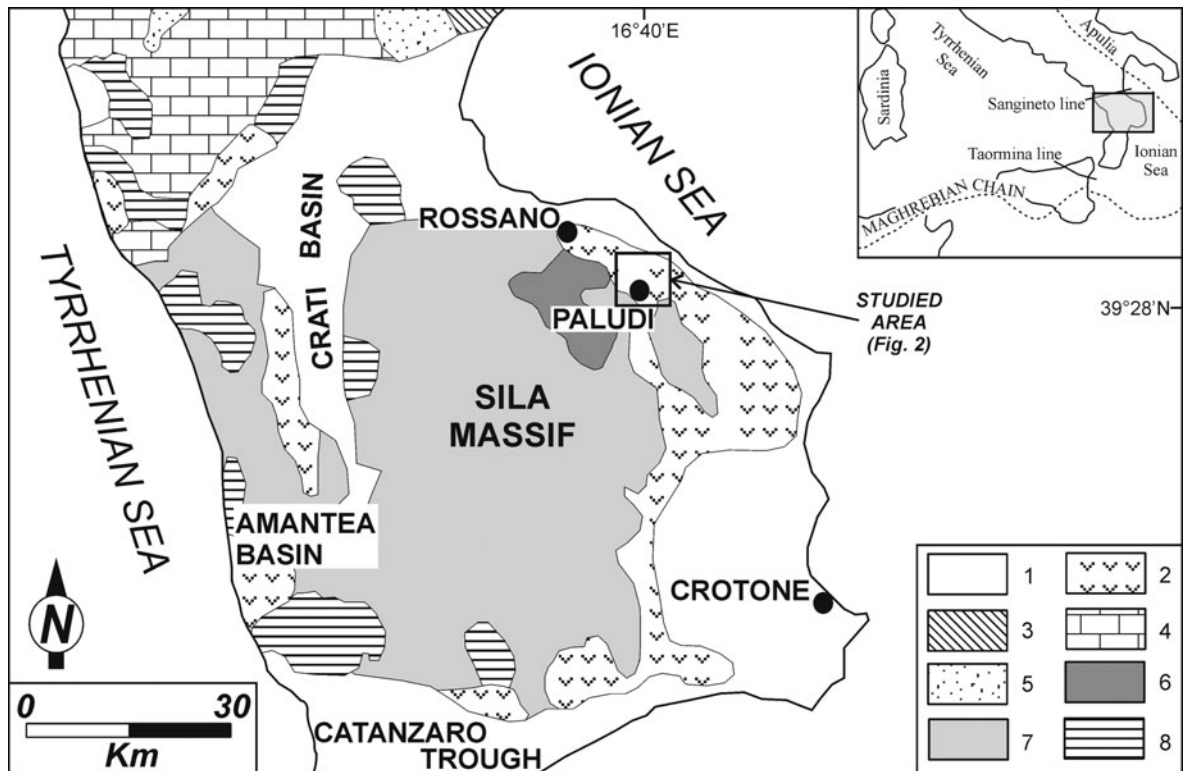 16°40'E
IONIAN SEA
TYRRHENIAN SEA
CRATI BASIN
ROSSANO
PALUDI
STUDIED
AREA
(Fig. 2)
39°28'N
SILA
MASSIF
AMANTEA
BASIN
CROTONE
CATANZARO
TROUGH
N
0 30
Km
Sardinia
Tyrrhenian
Sea
Apulia
Sangineto line
Taormina line
Ionian
Sea
MAGHREBIAN CHAIN
1 2
3 4
5 6
7 8